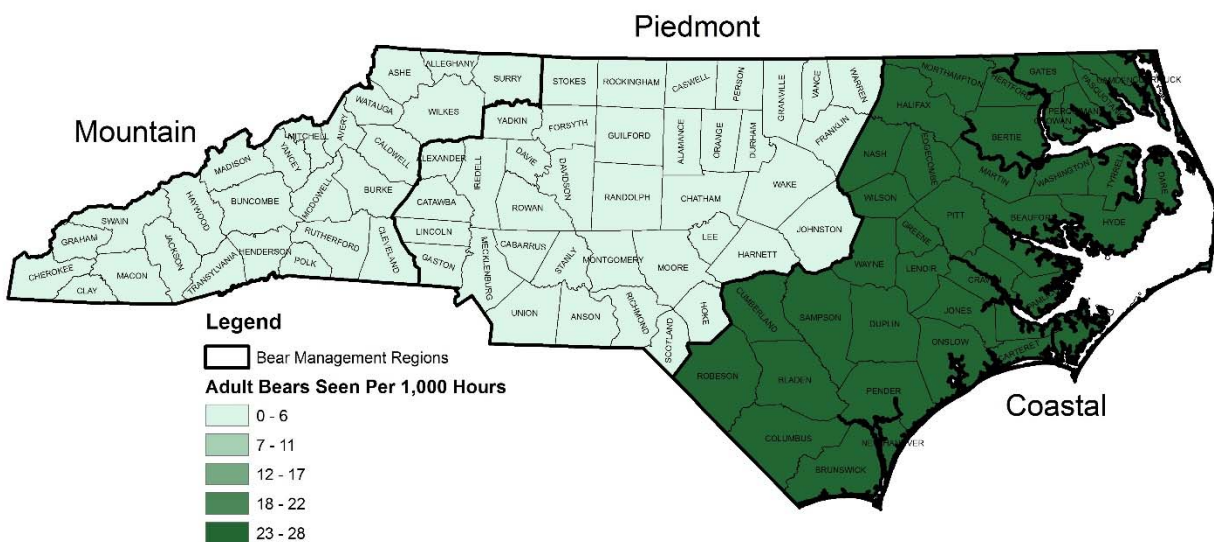 Piedmont
Mountain
Coastal
ASHE
ALLEGHANY
SURRY
STOKES
ROCKINGHAM
CASWELL
PERSON
GRANVILLE
VANCE
WARREN
NORTHAMPTON
HERTFORD
GATES
WATAUGA
WILKES
YADKIN
FORSYTH
GUILFORD
ALAMANCE
ORANGE
DURHAM
FRANKLIN
HALIFAX
BERTIE
MITCHELL
AVERY
YANCEY
CALDWELL
ALEXANDER
IREDELL
DAVIE
DAVIDSON
NASH
EDGECOMBE
MARTIN
WASHINGTON
TYRRELL
DARE
MADISON
BUNCOMBE
MCDOWELL
BURKE
CATAWBA
ROWAN
RANDOLPH
CHATHAM
WAKE
WILSON
PITT
BEAUFORT
HYDE
SWAIN
HAYWOOD
RUTHERFORD
CLEVELAND
LINCOLN
GASTON
MECKLENBURG
CABARRUS
STANLY
MONTGOMERY
MOORE
LEE
HARNETT
JOHNSTON
WAYNE
GREENE
LENOIR
GRAHAM
CHEROKEE
CLAY
MACON
JACKSON
TRANSYLVANIA
HENDERSON
POLK
UNION
ANSON
RICHMOND
SCOTLAND
HOKE
CUMBERLAND
SAMPSON
DUPLIN
JONES
ONSLOW
ROBESON
BLADEN
PENDER
COLUMBUS
BRUNSWICK
Legend
Bear Management Regions
Adult Bears Seen Per 1,000 Hours
0 - 6
7 - 11
12 - 17
18 - 22
23 - 28